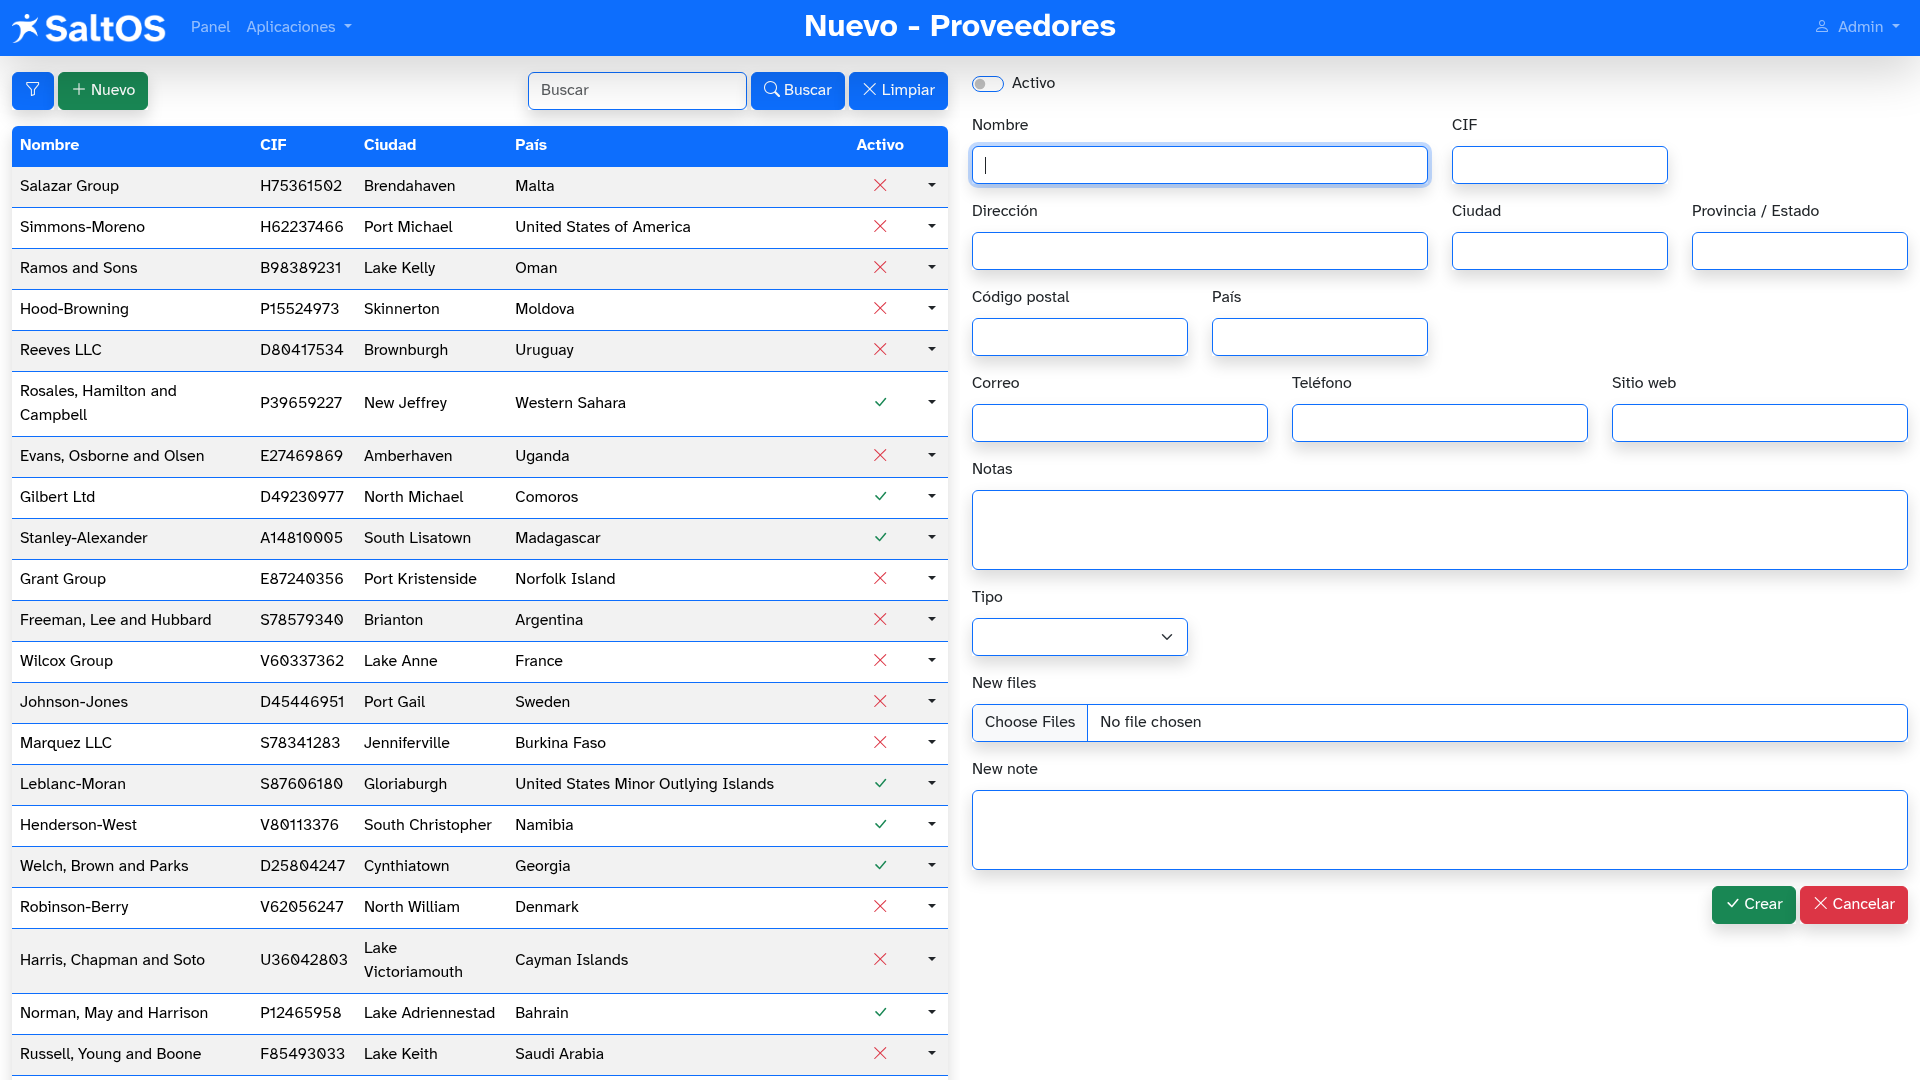 SaltOS
Panel
Aplicaciones
Nuevo - Proveedores
Admin
Nuevo
Buscar
Buscar
Limpiar
Nombre CIF Ciudad País Activo
Salazar Group H75361502 Brendahaven Malta
Simmons-Moreno H62237466 Port Michael United States of America
Ramos and Sons B98389231 Lake Kelly Oman
Hood-Browning P15524973 Skinnerton Moldova
Reeves LLC D80417534 Brownburgh Uruguay
Rosales, Hamilton and
Campbell P39659227 New Jeffrey Western Sahara
Evans, Osborne and Olsen E27469869 Amberhaven Uganda
Gilbert Ltd D49230977 North Michael Comoros
Stanley-Alexander A14810005 South Lisatown Madagascar
Grant Group E87240356 Port Kristenside Norfolk Island
Freeman, Lee and Hubbard S78579340 Brianton Argentina
Wilcox Group V60337362 Lake Anne France
Johnson-Jones D45446951 Port Gail Sweden
Marquez LLC S78341283 Jenniferville Burkina Faso
Leblanc-Moran S87606180 Gloriaburgh United States Minor Outlying Islands
Henderson-West V80113376 South Christopher Namibia
Welch, Brown and Parks D25804247 Cynthiatown Georgia
Robinson-Berry V62056247 North William Denmark
Harris, Chapman and Soto U36042803 Lake
Victoriamouth Cayman Islands
Norman, May and Harrison P12465958 Lake Adriennestad Bahrain
Russell, Young and Boone F85493033 Lake Keith Saudi Arabia
Activo
Nombre CIF
Dirección Ciudad Provincia / Estado
Código postal País
Correo Teléfono Sitio web
Notas
Tipo
New files
Choose Files No file chosen
New note
Crear Cancelar